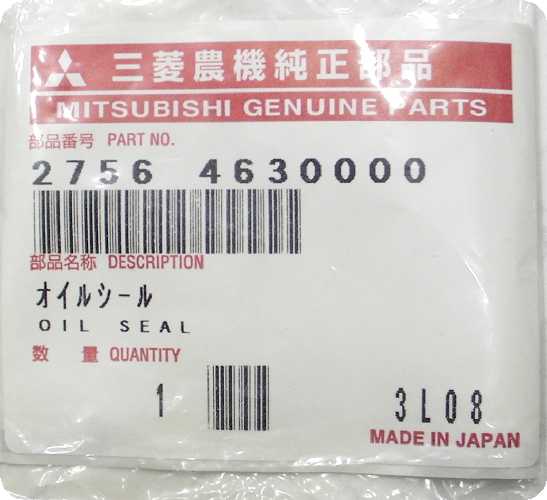 三菱農機純正部品
MITSUBISHI GENUINE PARTS
部品番号 PART NO.
2756 4630000
部品名称 DESCRIPTION
オイルシール
OIL SEAL
数 量 QUANTITY
1
3L08
MADE IN JAPAN